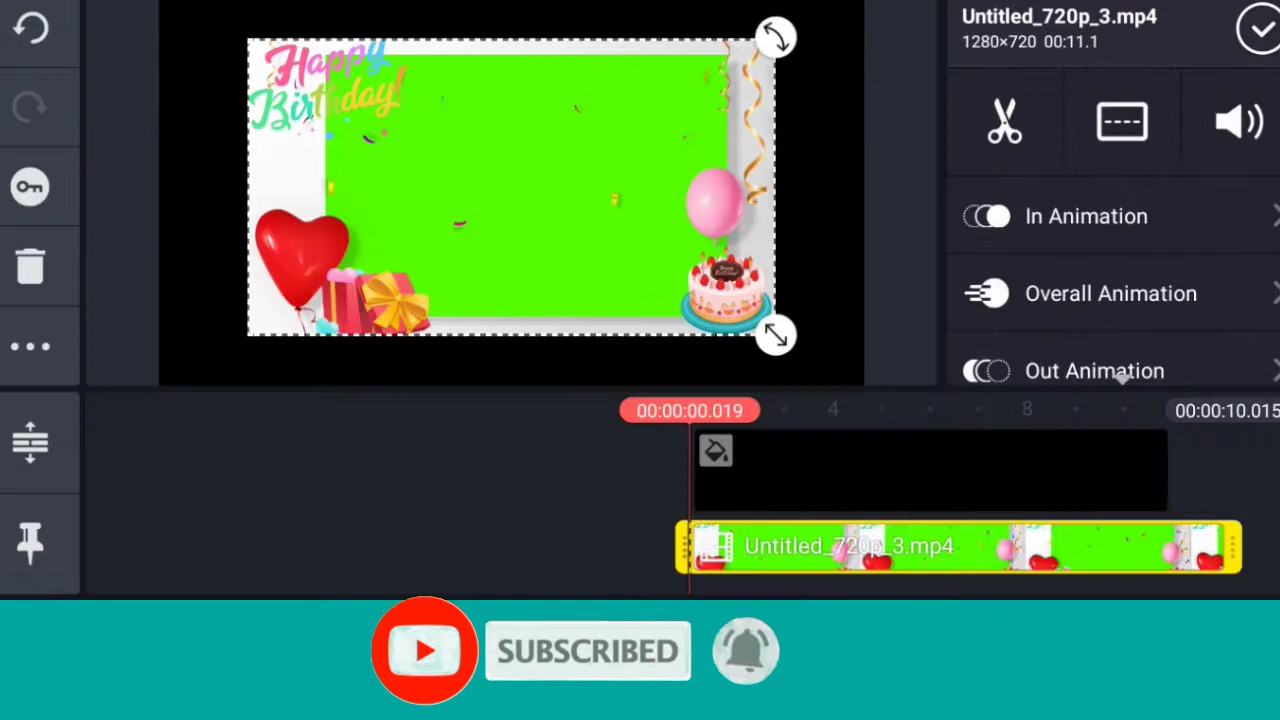 Untitled_720p_3.mp4
1280×720 00:11.1
Happy
Birthday!
In Animation
Overall Animation
Out Animation
00:00:00.019
4
8
00:00:10.015
Untitled_720p_3.mp4
SUBSCRIBED